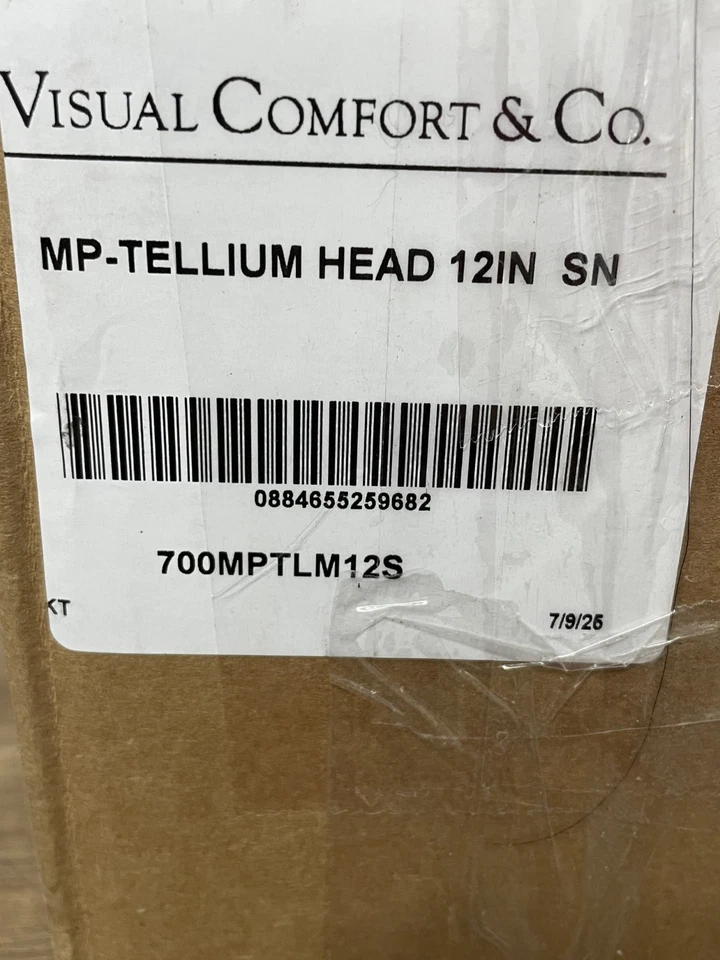 VISUAL COMFORT & CO.
MP-TELLIUM HEAD 12IN SN
0884655259682
700MPTLM12S
KT
7/9/25